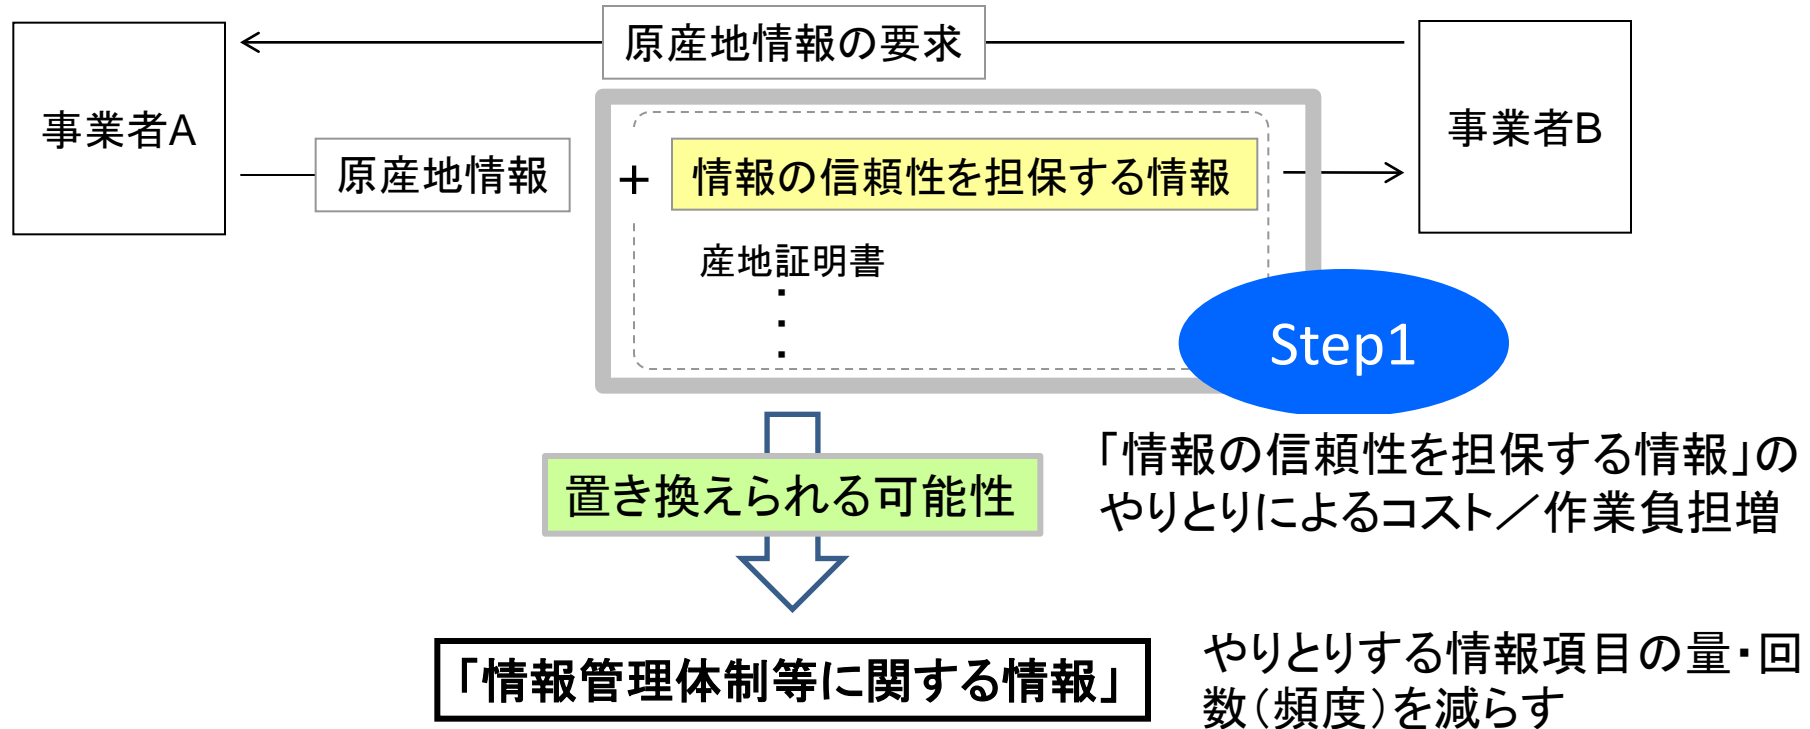 原産地情報の要求
事業者A
事業者B
原産地情報
+
情報の信頼性を担保する情報
産地証明書
・
・
・
Step1
「情報の信頼性を担保する情報」の
やりとりによるコスト／作業負担増
置き換えられる可能性
「情報管理体制等に関する情報」
やりとりする情報項目の量・回
数（頻度）を減らす